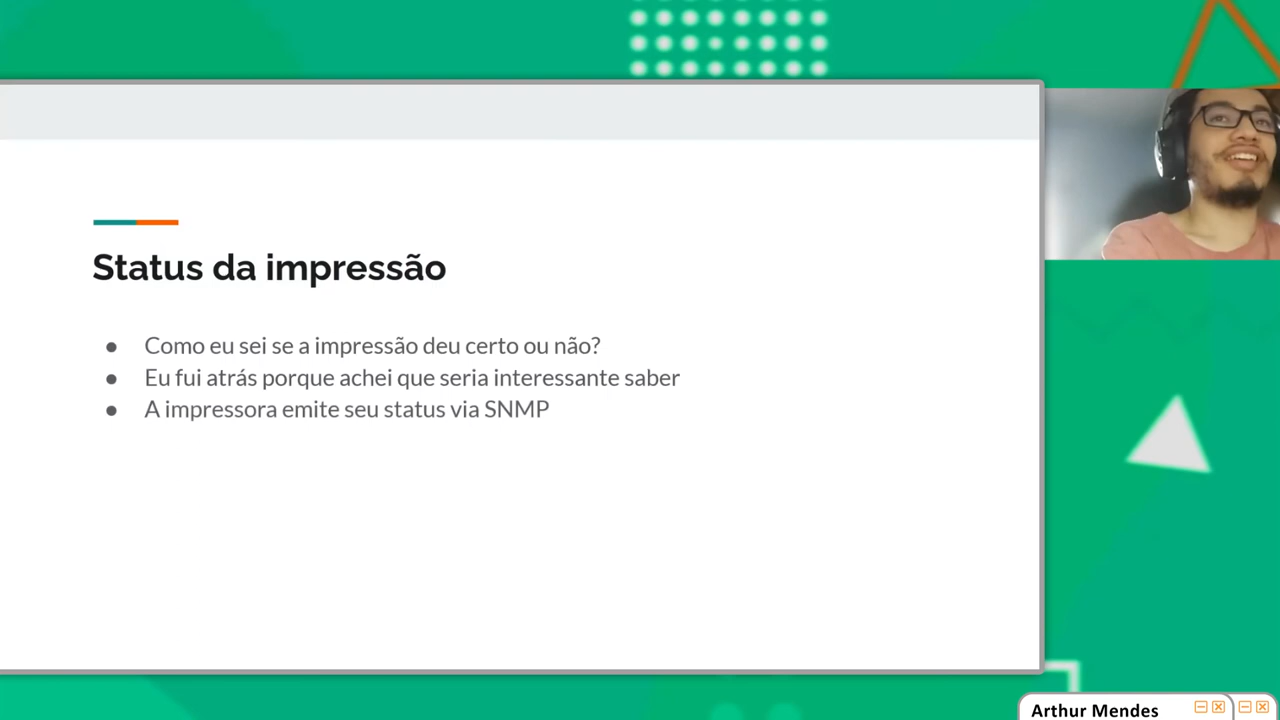 Status da impressão
● Como eu sei se a impressão deu certo ou não?
● Eu fui atrás porque achei que seria interessante saber
● A impressora emite seu status via SNMP
Arthur Mendes